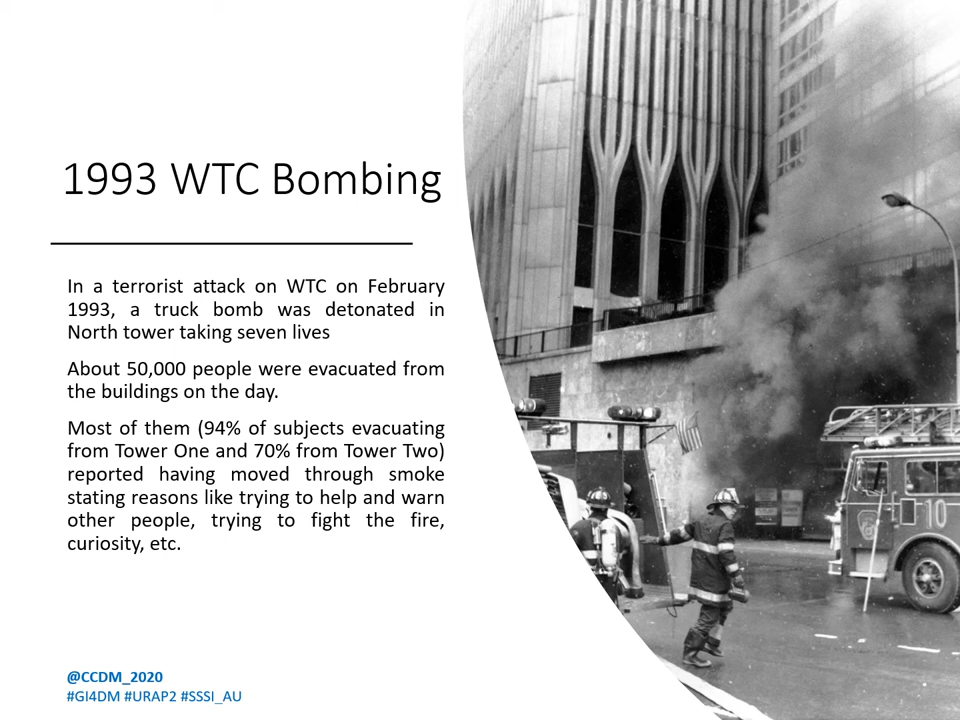 1993 WTC Bombing
In a terrorist attack on WTC on February
1993, a truck bomb was detonated in
North tower taking seven lives
About 50,000 people were evacuated from
the buildings on the day.
Most of them (94% of subjects evacuating
from Tower One and 70% from Tower Two)
reported having moved through smoke
stating reasons like trying to help and warn
other people, trying to fight the fire,
curiosity, etc.
10
@CCDM_2020
#GI4DM #URAP2 #SSSI_AU